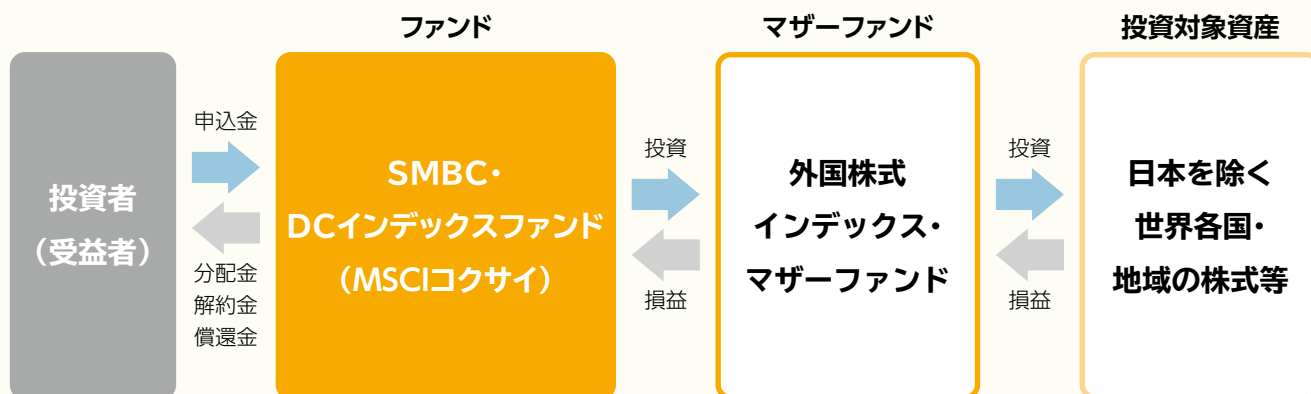 ファンド
マザーファンド
投資対象資産
投資者
（受益者）
申込金
分配金
解約金
償還金
SMBC・
DCインデックスファンド
（MSCIコクサイ）
投資
損益
外国株式
インデックス・
マザーファンド
投資
損益
日本を除く
世界各国・
地域の株式等